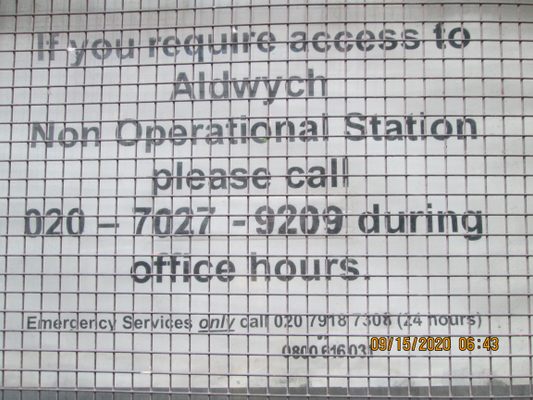 If you require access to
Aldwych
Non Operational Station
please call
020 – 7027 - 9209 during
office hours.
Emergency Services only call 020 7918 7308 (24 hours)
09/15/2020 06:43